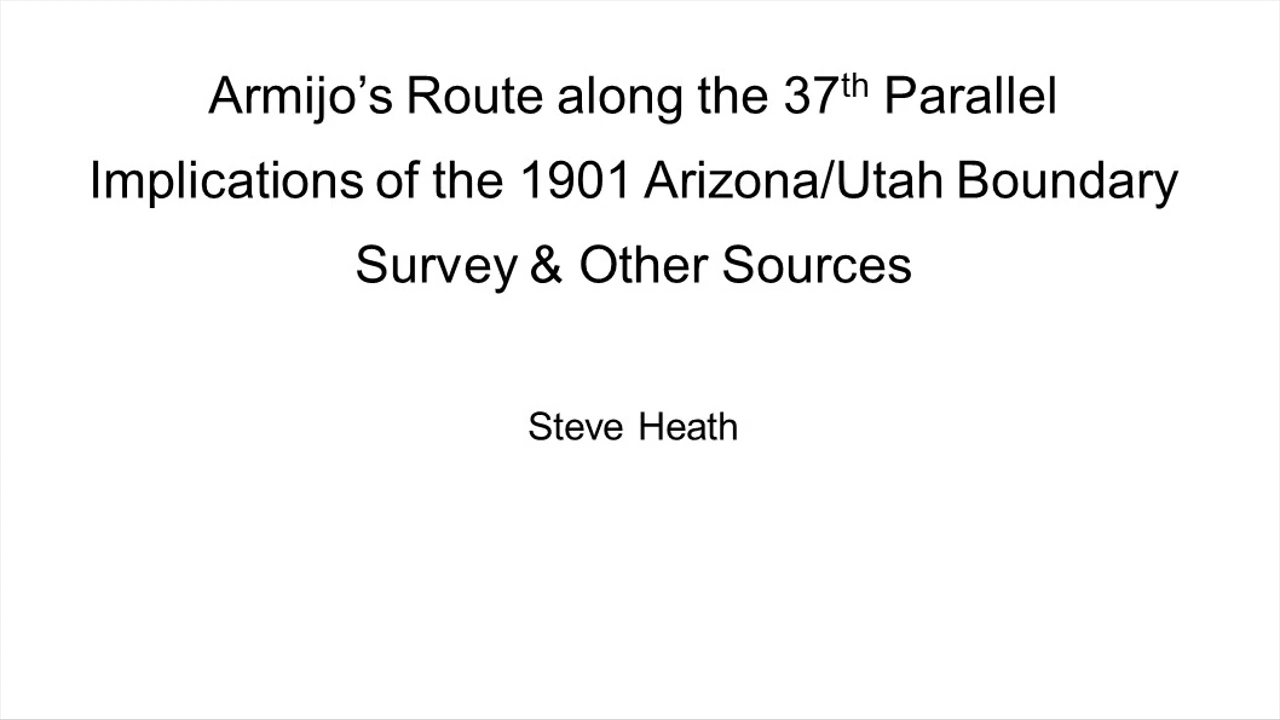 Armijo’s Route along the 37th Parallel
Implications of the 1901 Arizona/Utah Boundary
Survey & Other Sources
Steve Heath